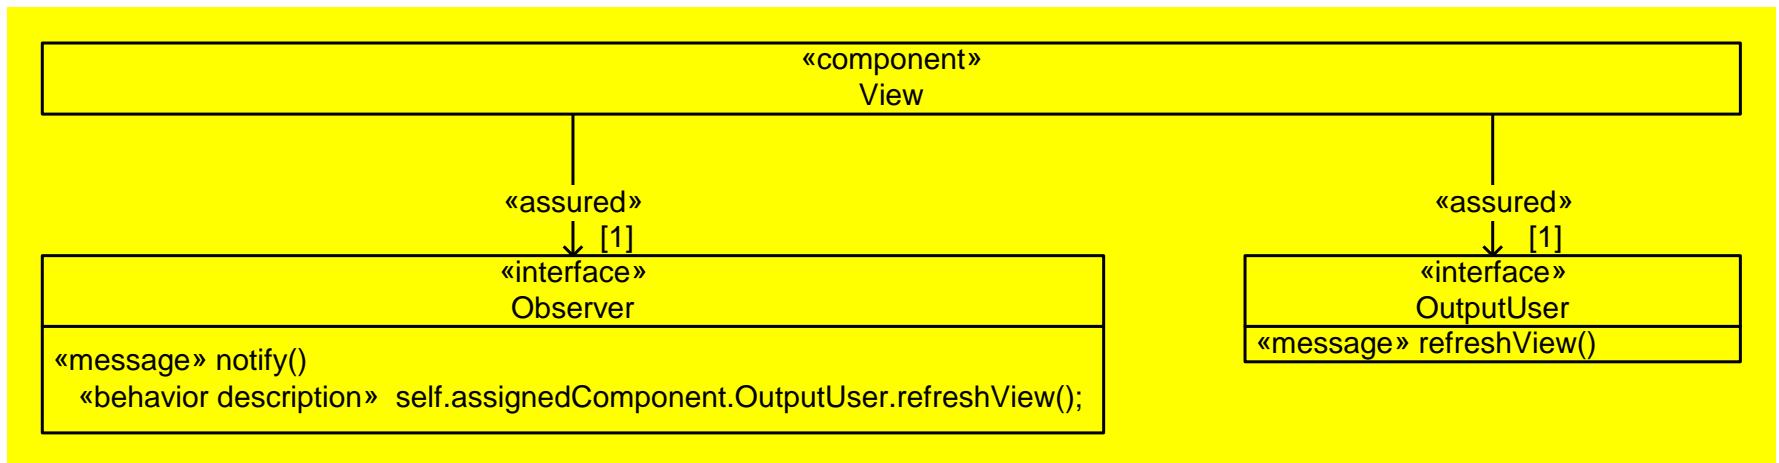 «component»
View
«assured»
«assured»
[1]
[1]
«interface»
Observer
«message» notify()
«behavior description» self.assignedComponent.OutputUser.refreshView();
«interface»
OutputUser
«message» refreshView()